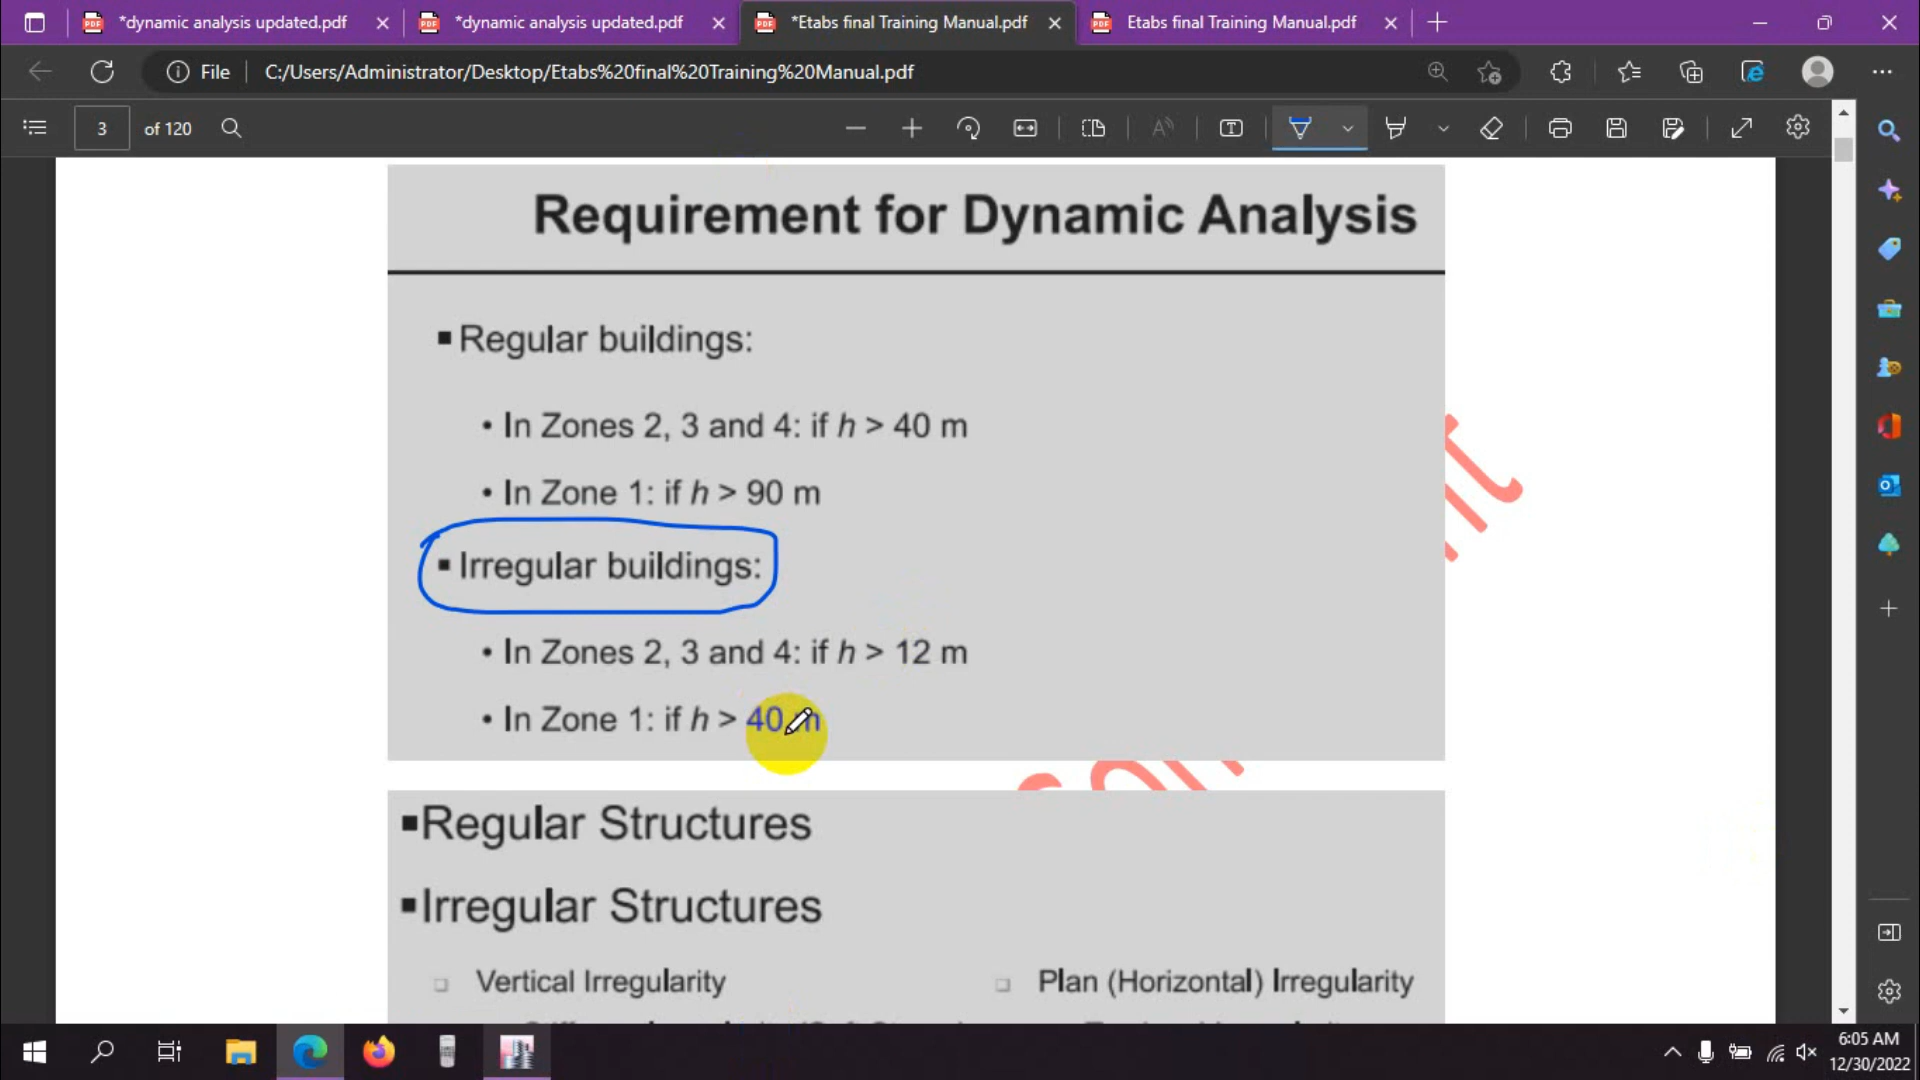 *dynamic analysis updated.pdf
*dynamic analysis updated.pdf
*Etabs final Training Manual.pdf
Etabs final Training Manual.pdf
File
C:/Users/Administrator/Desktop/Etabs%20final%20Training%20Manual.pdf
3 of 120
Requirement for Dynamic Analysis
▪Regular buildings:
• In Zones 2, 3 and 4: if h > 40 m
• In Zone 1: if h > 90 m
▪Irregular buildings:
• In Zones 2, 3 and 4: if h > 12 m
• In Zone 1: if h > 40 m
▪Regular Structures
▪Irregular Structures
Vertical Irregularity
Plan (Horizontal) Irregularity
6:05 AM
12/30/2022